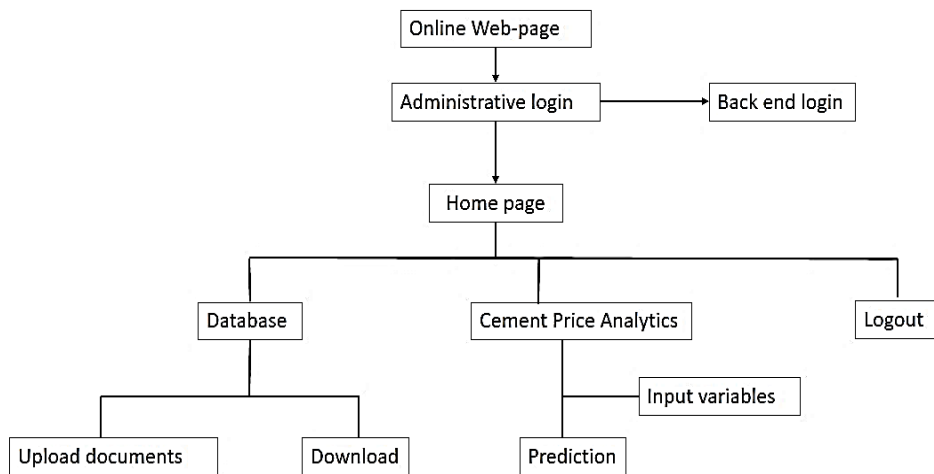 Online Web-page
Administrative login
Back end login
Home page
Database
Cement Price Analytics
Logout
Input variables
Upload documents
Download
Prediction